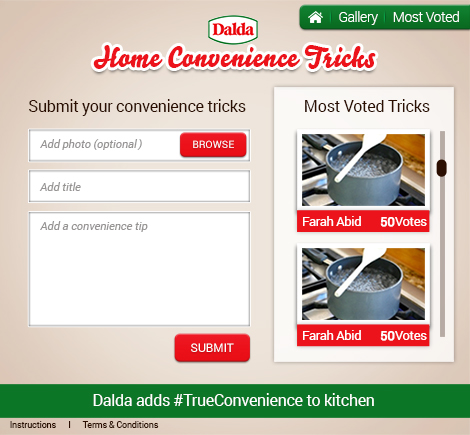 Gallery | Most Voted
Dalda
Home Convenience Tricks
Submit your convenience tricks
Add photo (optional)
BROWSE
Add title
Add a convenience tip
SUBMIT
Most Voted Tricks
Farah Abid 50Votes
Farah Abid 50Votes
Dalda adds #TrueConvenience to kitchen
Instructions | Terms & Conditions